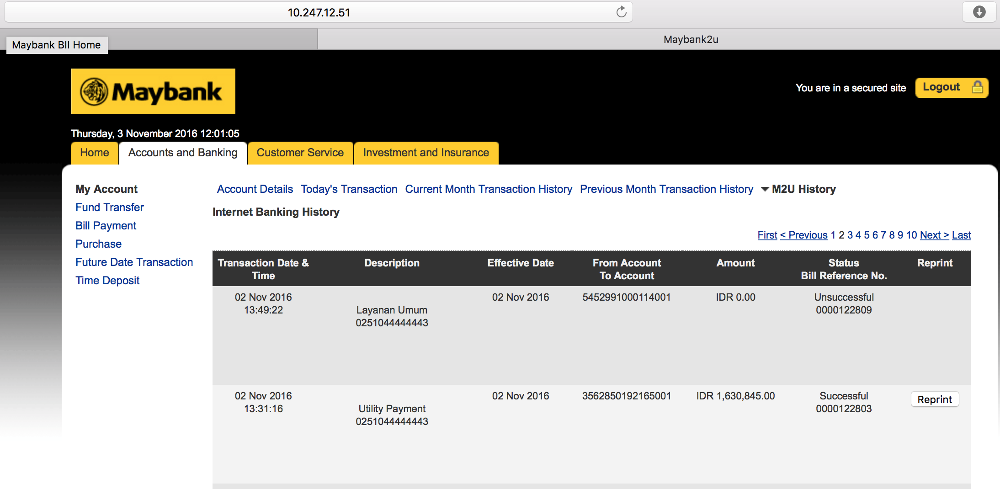 10.247.12.51
Maybank BII Home
Maybank2u
Maybank
You are in a secured site
Logout
Thursday, 3 November 2016 12:01:05
Home Accounts and Banking Customer Service Investment and Insurance
My Account
Fund Transfer
Bill Payment
Purchase
Future Date Transaction
Time Deposit
Account Details Today's Transaction Current Month Transaction History Previous Month Transaction History M2U History
Internet Banking History
First < Previous 1 2 3 4 5 6 7 8 9 10 Next > Last
Transaction Date & Description Effective Date From Account Amount Status Reprint
Time To Account Bill Reference No.
02 Nov 2016 02 Nov 2016 5452991000114001 IDR 0.00 Unsuccessful
13:49:22 Layanan Umum 0000122809
0251044444443
02 Nov 2016 02 Nov 2016 3562850192165001 IDR 1,630,845.00 Successful Reprint
13:31:16 Utility Payment 0000122803
0251044444443